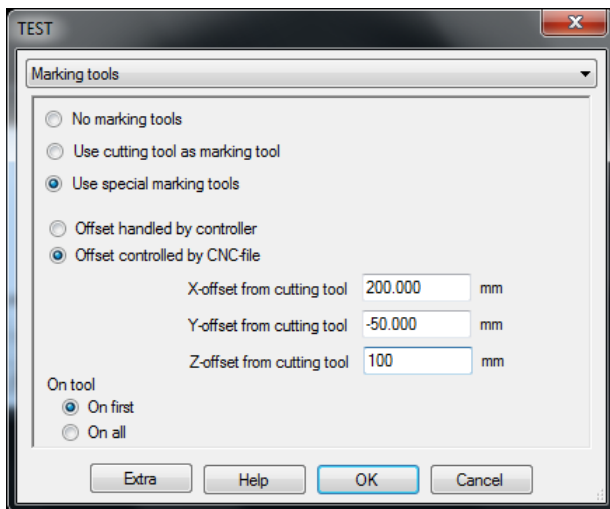 TEST
Marking tools
No marking tools
Use cutting tool as marking tool
Use special marking tools
Offset handled by controller
Offset controlled by CNC-file
X-offset from cutting tool 200.000 mm
Y-offset from cutting tool -50.000 mm
Z-offset from cutting tool 100 mm
On tool
On first
On all
Extra Help OK Cancel